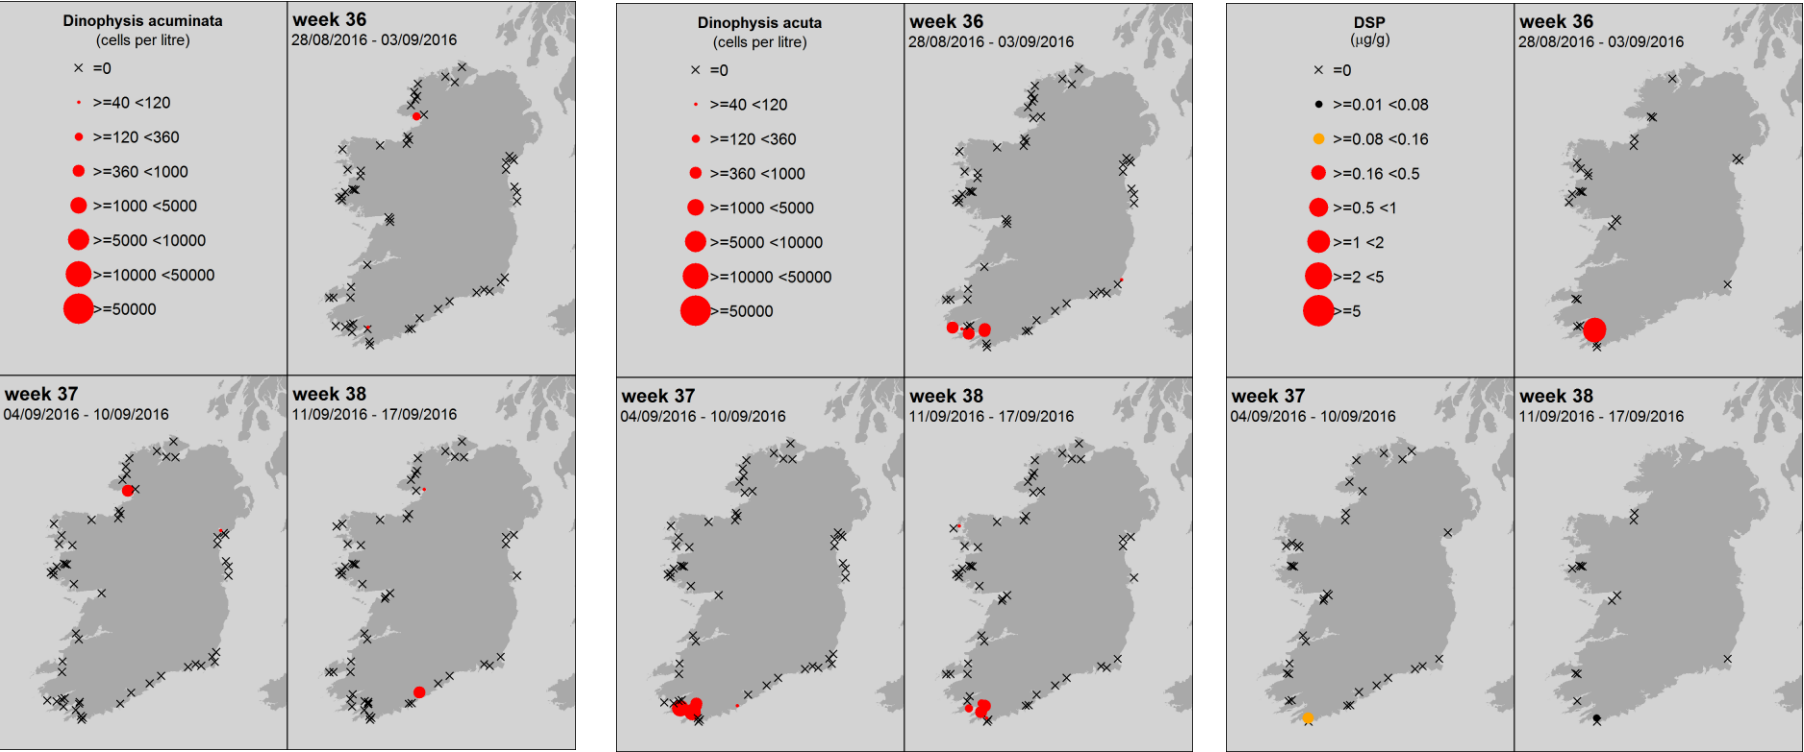 Dinophysis acuminata
(cells per litre)
=0
>=40 <120
>=120 <360
>=360 <1000
>=1000 <5000
>=5000 <10000
>=10000 <50000
>=50000
week 36
28/08/2016 - 03/09/2016
week 37
04/09/2016 - 10/09/2016
week 38
11/09/2016 - 17/09/2016
Dinophysis acuta
(cells per litre)
=0
>=40 <120
>=120 <360
>=360 <1000
>=1000 <5000
>=5000 <10000
>=10000 <50000
>=50000
week 36
28/08/2016 - 03/09/2016
week 37
04/09/2016 - 10/09/2016
week 38
11/09/2016 - 17/09/2016
DSP
(µg/g)
=0
>=0.01 <0.08
>=0.08 <0.16
>=0.16 <0.5
>=0.5 <1
>=1 <2
>=2 <5
>=5
week 36
28/08/2016 - 03/09/2016
week 37
04/09/2016 - 10/09/2016
week 38
11/09/2016 - 17/09/2016